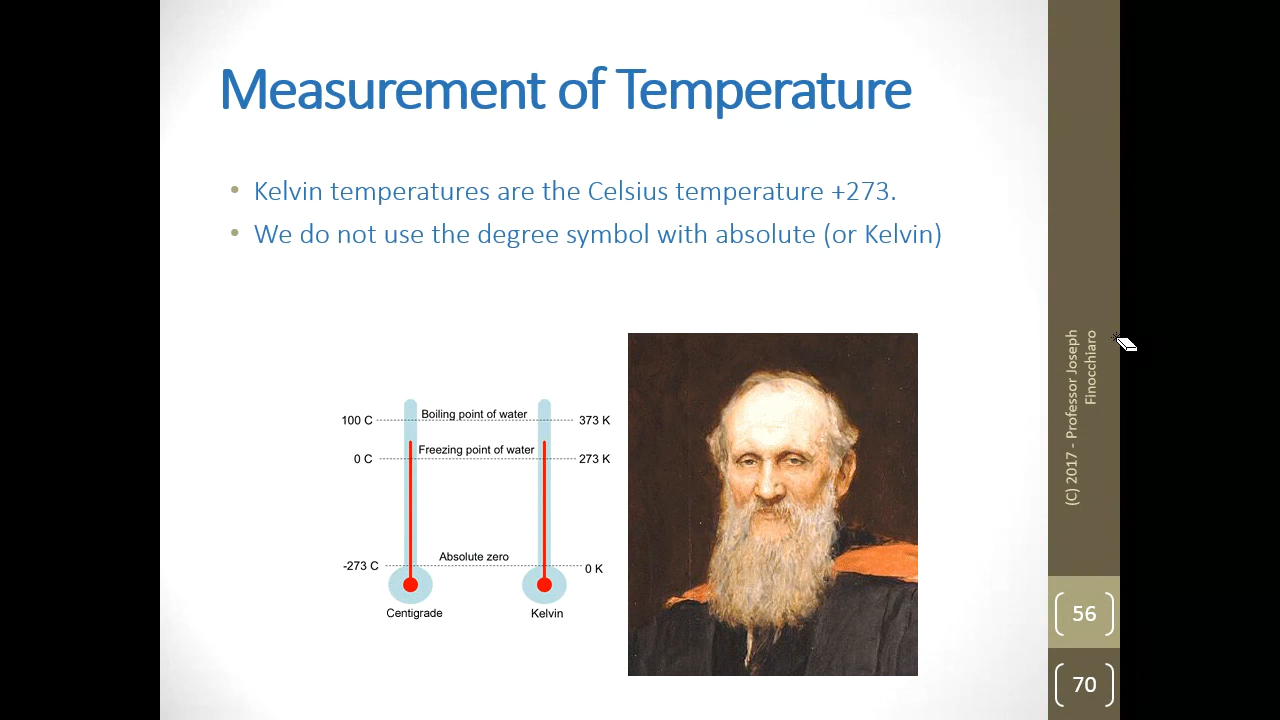 Measurement of Temperature
• Kelvin temperatures are the Celsius temperature +273.
• We do not use the degree symbol with absolute (or Kelvin)
100 C
Boiling point of water
373 K
0 C
Freezing point of water
273 K
-273 C
Absolute zero
0 K
Centigrade
Kelvin
(C) 2017 - Professor Joseph
Finocchiaro
56
70